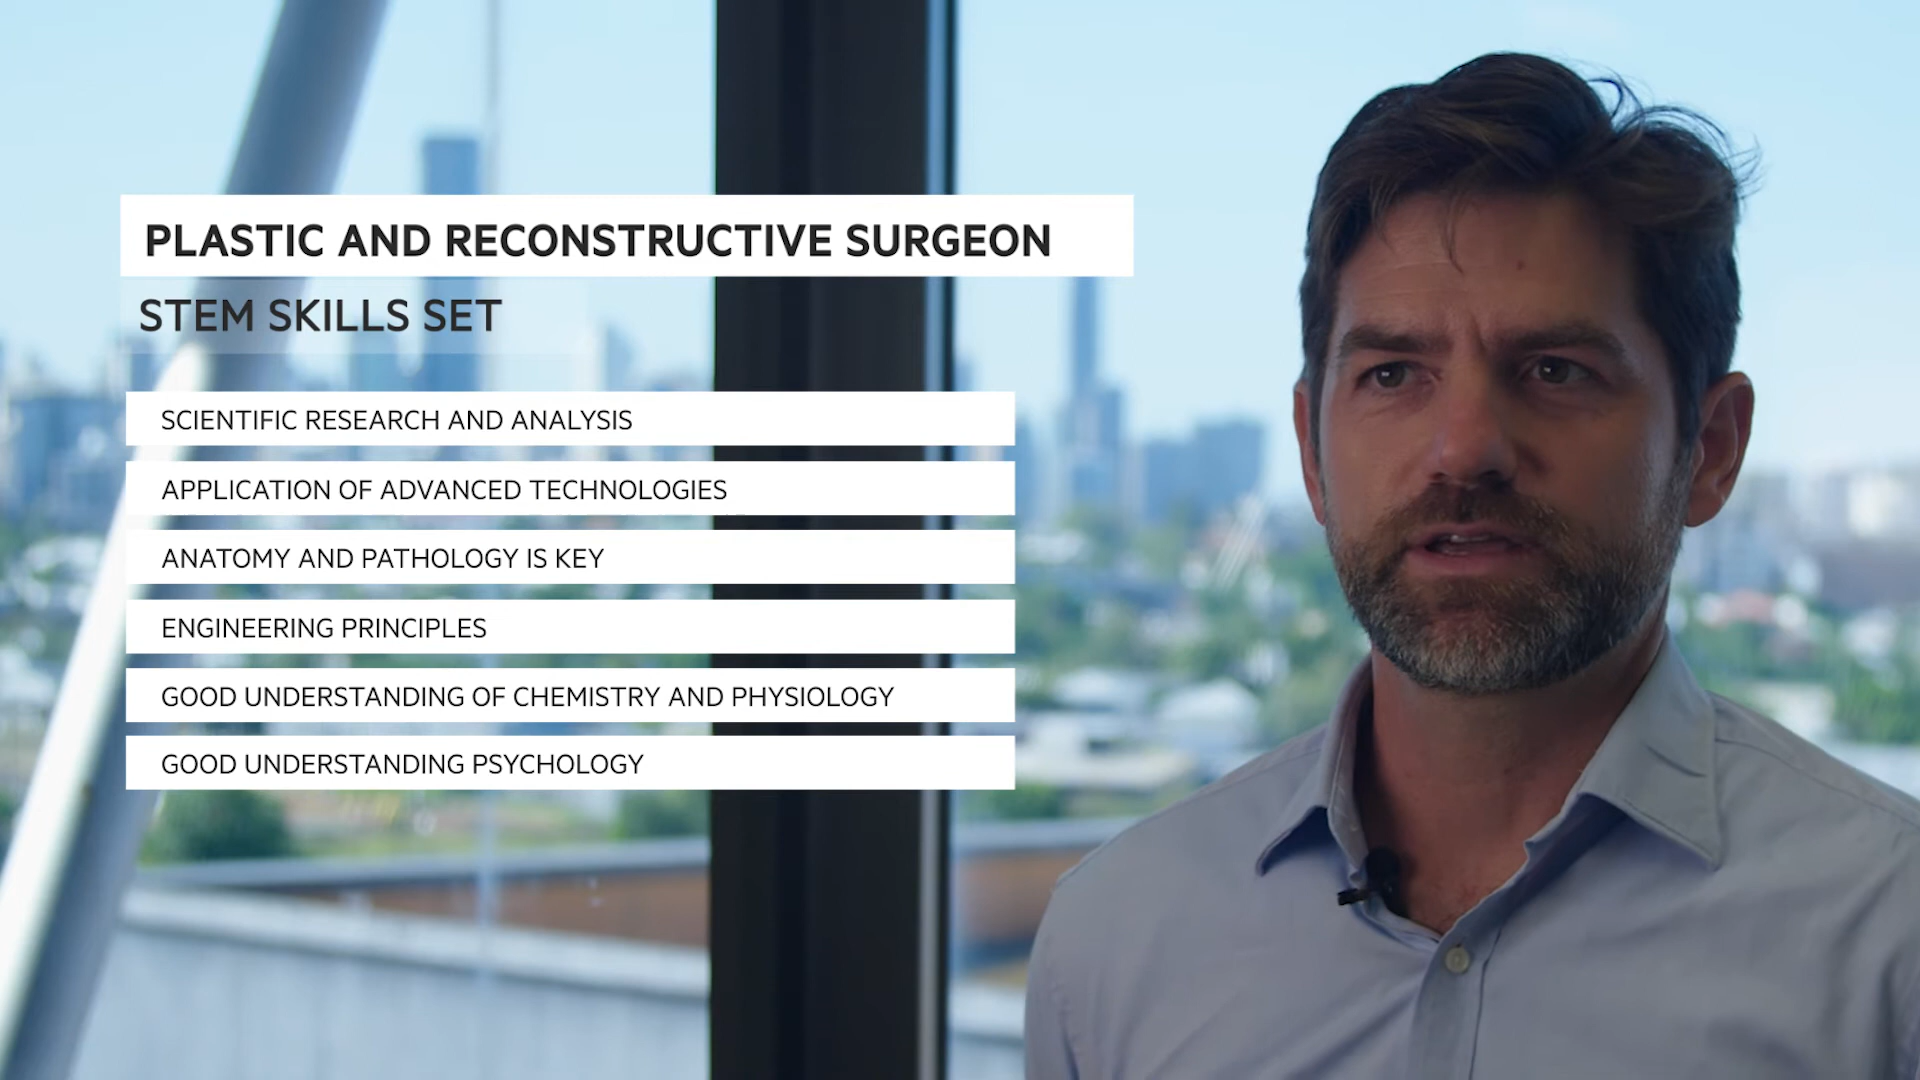 PLASTIC AND RECONSTRUCTIVE SURGEON
STEM SKILLS SET
SCIENTIFIC RESEARCH AND ANALYSIS
APPLICATION OF ADVANCED TECHNOLOGIES
ANATOMY AND PATHOLOGY IS KEY
ENGINEERING PRINCIPLES
GOOD UNDERSTANDING OF CHEMISTRY AND PHYSIOLOGY
GOOD UNDERSTANDING PSYCHOLOGY